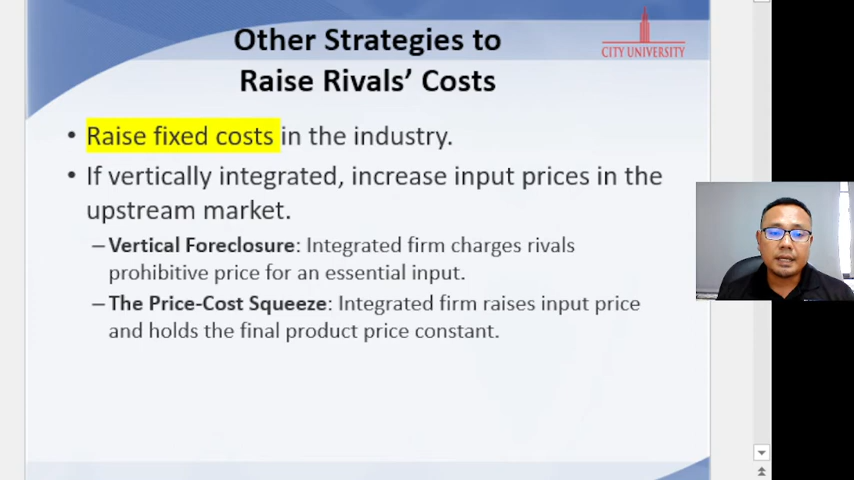 Other Strategies to
Raise Rivals' Costs
CITY UNIVERSITY
• Raise fixed costs in the industry.
• If vertically integrated, increase input prices in the
upstream market.
– Vertical Foreclosure: Integrated firm charges rivals
prohibitive price for an essential input.
– The Price-Cost Squeeze: Integrated firm raises input price
and holds the final product price constant.